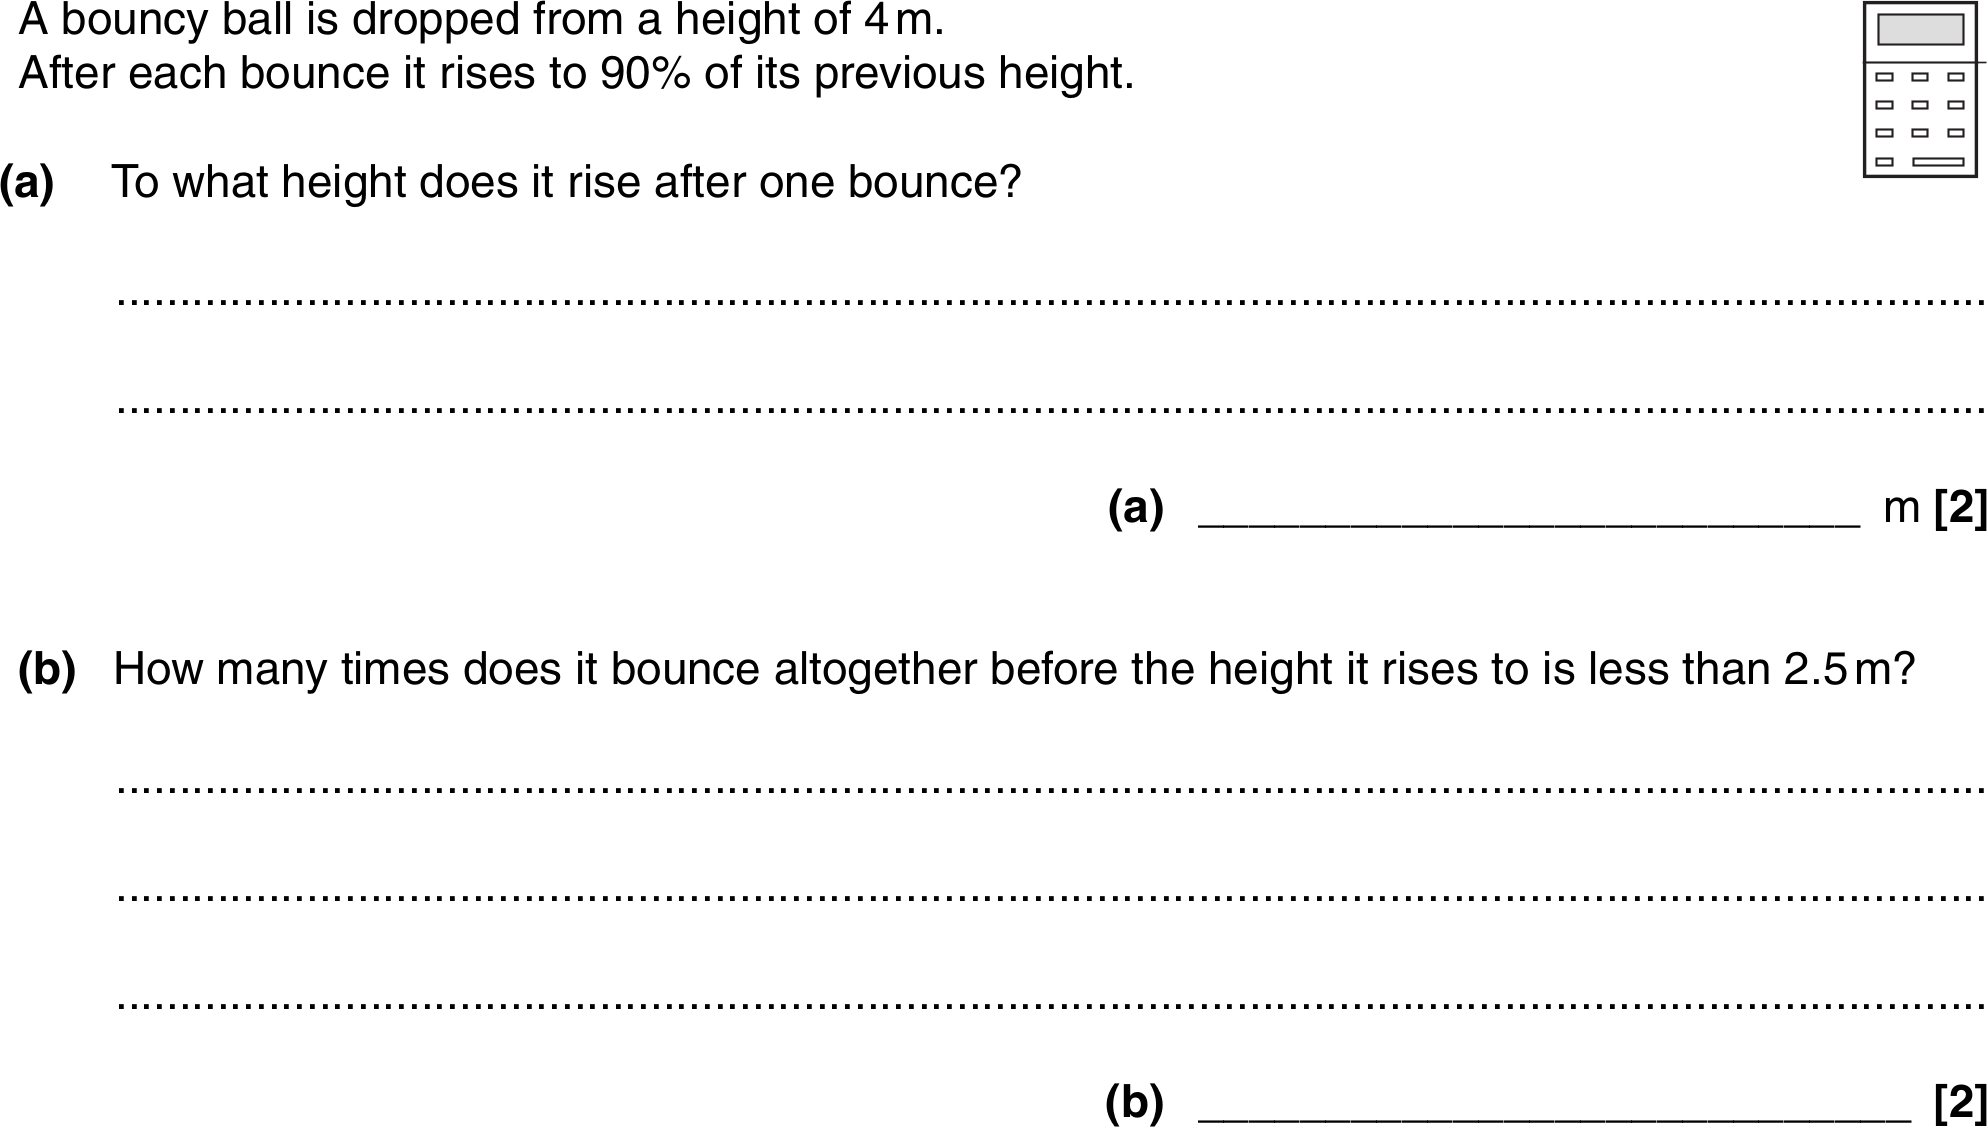 A bouncy ball is dropped from a height of 4 m.
After each bounce it rises to 90% of its previous height.
(a) To what height does it rise after one bounce?
................................................................................
................................................................................
(a) ____________________________ m [2]
(b) How many times does it bounce altogether before the height it rises to is less than 2.5 m?
................................................................................
................................................................................
................................................................................
(b) ______________________________ [2]